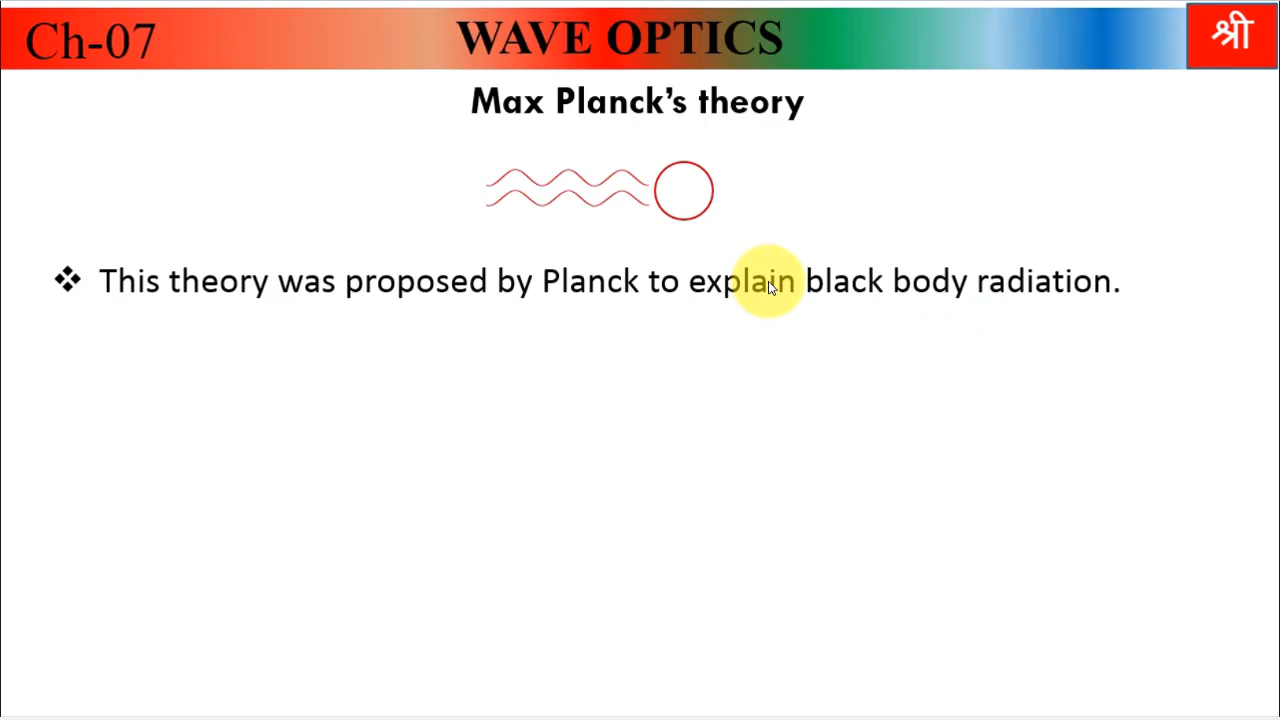 Ch-07
WAVE OPTICS
श्री
Max Planck’s theory
❖ This theory was proposed by Planck to explain black body radiation.